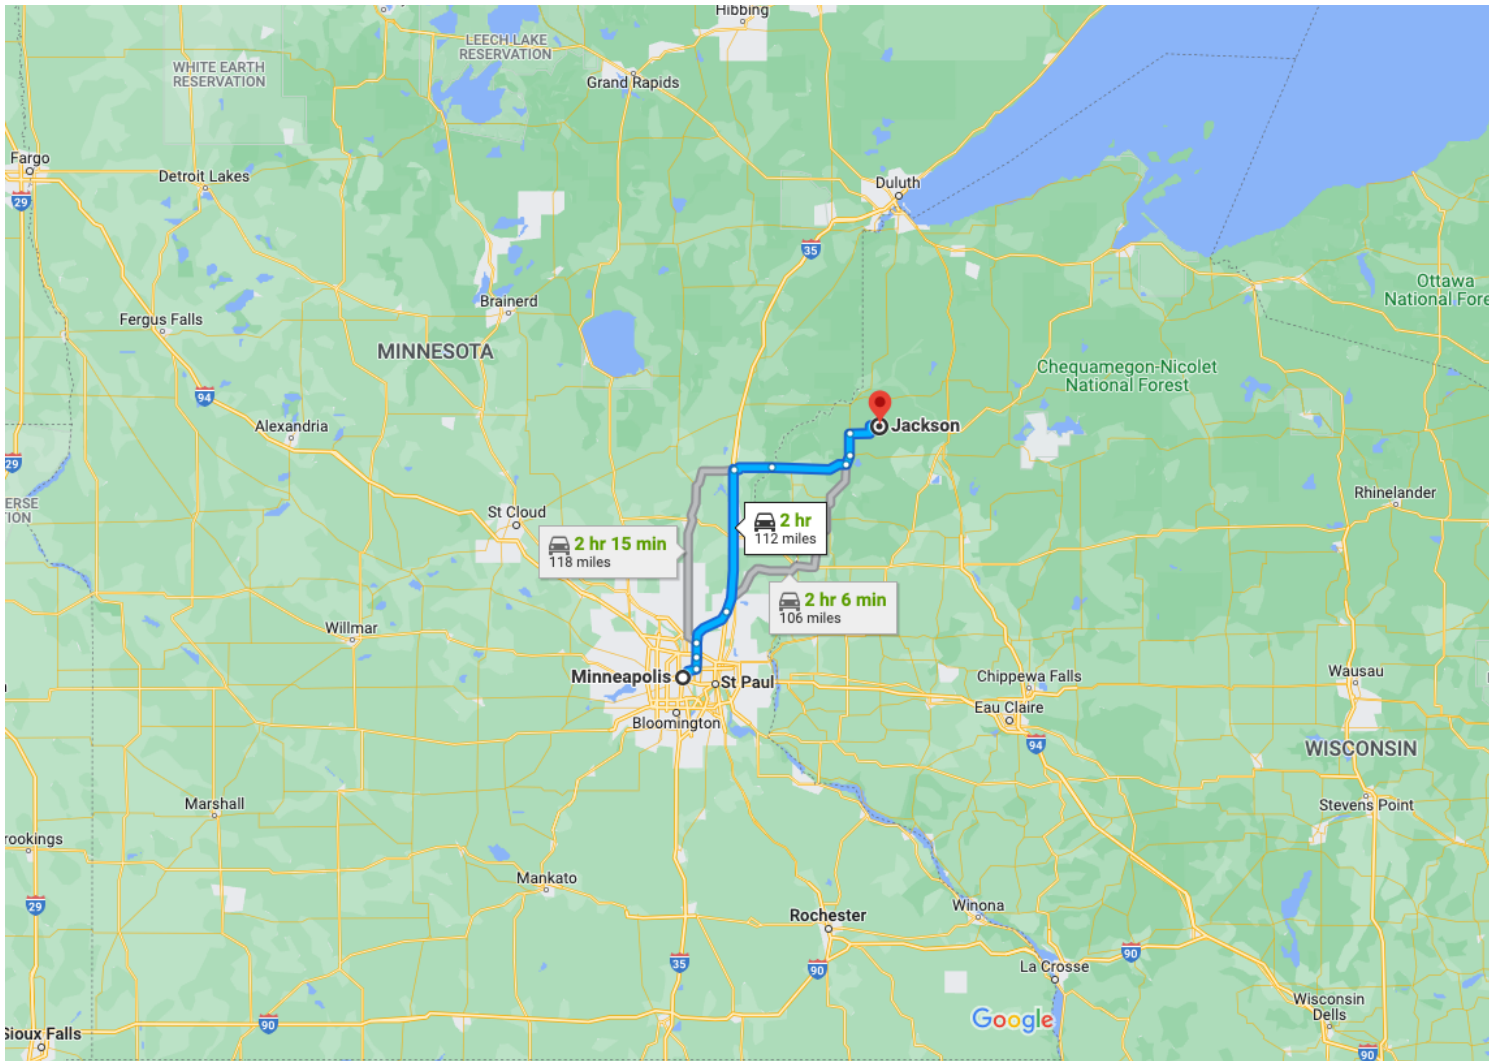 Hibbing
LEECH LAKE
RESERVATION
WHITE EARTH
RESERVATION
Grand Rapids
Fargo
Detroit Lakes
Duluth
29
35
Ottawa
National Fore
Brainerd
Fergus Falls
MINNESOTA
Chequamegon-Nicolet
National Forest
94
Alexandria
Jackson
29
ERSE
TION
Rhinelander
St Cloud
2 hr
112 miles
2 hr 15 min
118 miles
2 hr 6 min
106 miles
Willmar
Minneapolis
St Paul
Chippewa Falls
Wausau
Eau Claire
Bloomington
94
WISCONSIN
Marshall
Stevens Point
rookings
Mankato
29
Winona
Rochester
35
90
La Crosse
90
Wisconsin
Dells
Google
90
Sioux Falls
90